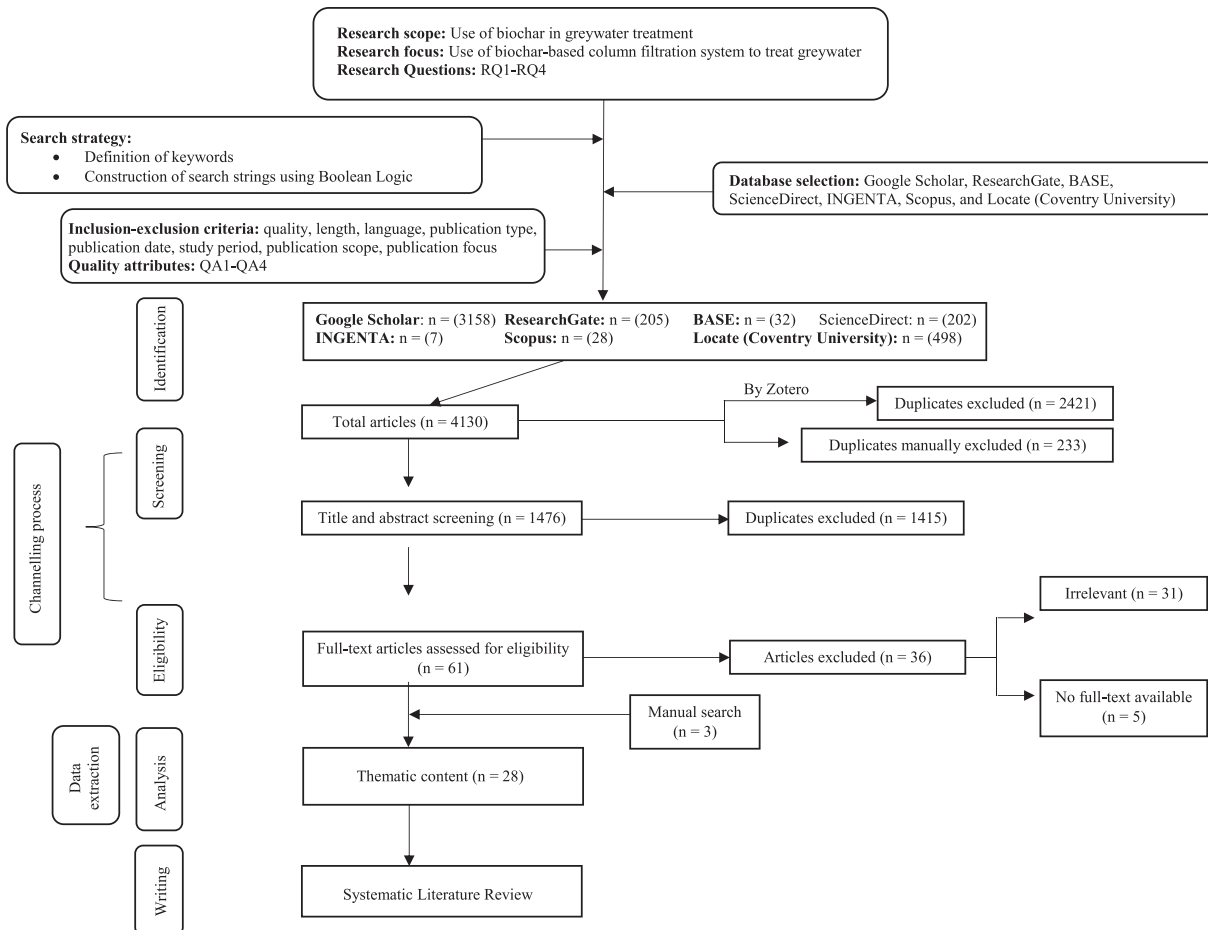 Research scope: Use of biochar in greywater treatment
Research focus: Use of biochar-based column filtration system to treat greywater
Research Questions: RQ1-RQ4
Search strategy:
• Definition of keywords
• Construction of search strings using Boolean Logic
Database selection: Google Scholar, ResearchGate, BASE,
ScienceDirect, INGENTA, Scopus, and Locate (Coventry University)
Inclusion-exclusion criteria: quality, length, language, publication type,
publication date, study period, publication scope, publication focus
Quality attributes: QA1-QA4
Identification
Google Scholar: n = (3158) ResearchGate: n = (205) BASE: n = (32) ScienceDirect: n = (202)
INGENTA: n = (7) Scopus: n = (28) Locate (Coventry University): n = (498)
Total articles (n = 4130)
By Zotero
Duplicates excluded (n = 2421)
Duplicates manually excluded (n = 233)
Channelling process
Screening
Title and abstract screening (n = 1476)
Duplicates excluded (n = 1415)
Eligibility
Full-text articles assessed for eligibility
(n = 61)
Articles excluded (n = 36)
Irrelevant (n = 31)
No full-text available
(n = 5)
Manual search
(n = 3)
Data
extraction
Analysis
Thematic content (n = 28)
Writing
Systematic Literature Review